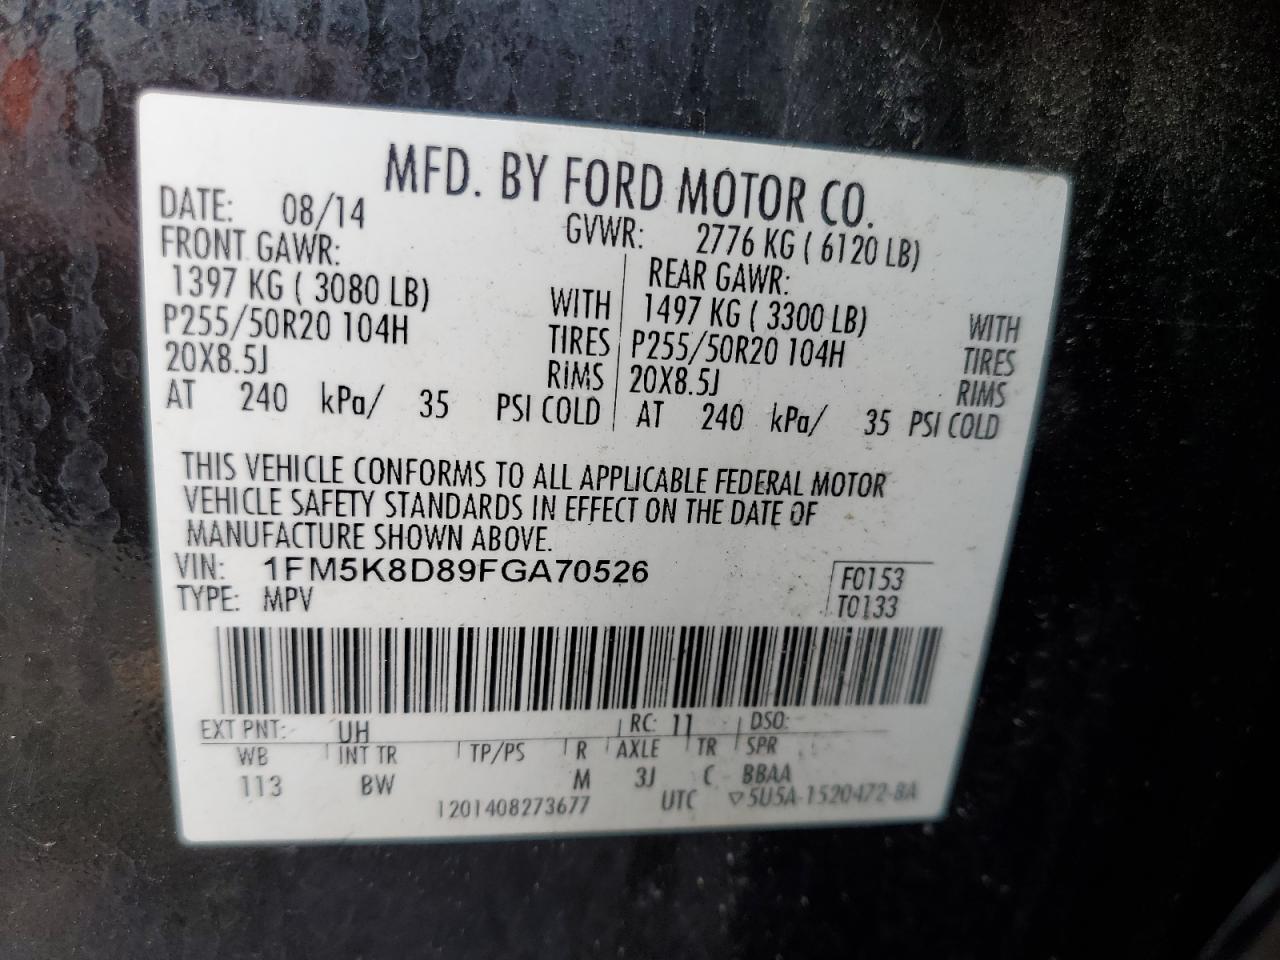 MFD. BY FORD MOTOR CO.
DATE: 08/14 GVWR: 2776 KG ( 6120 LB)
FRONT GAWR: REAR GAWR:
1397 KG ( 3080 LB) WITH 1497 KG ( 3300 LB) WITH
P255/50R20 104H TIRES P255/50R20 104H TIRES
20X8.5J RIMS 20X8.5J RIMS
AT 240 kPa/ 35 PSI COLD AT 240 kPa/ 35 PSI COLD
THIS VEHICLE CONFORMS TO ALL APPLICABLE FEDERAL MOTOR
VEHICLE SAFETY STANDARDS IN EFFECT ON THE DATE OF
MANUFACTURE SHOWN ABOVE.
VIN: 1FM5K8D89FGA70526 F0153
TYPE: MPV T0133
EXT PNT: UH RC: 11 DSO:
WB INT TR TP/PS R AXLE TR SPR
113 BW M 3J C BBAA
1201408273677 UTC ▽5U5A-1520472-BA